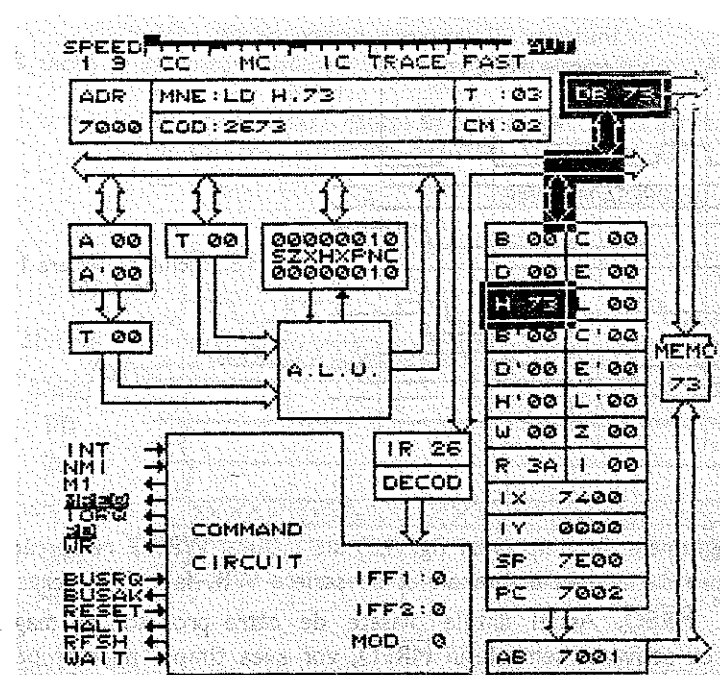 SPEED
1 9 CC MC IC TRACE FAST
ADR MNE:LD H.73 T :03
7000 COD:2673 CM:02
DB 73
A 00
A'00
T 00
T 00
00000010
SZXHXPNC
00000010
A.L.U.
B 00 C 00
D 00 E 00
H 73 L 00
B'00 C'00
D'00 E'00
H'00 L'00
W 00 Z 00
R 3A I 00
IX 7400
IY 0000
SP 7E00
PC 7002
AB 7001
MEMO
73
IR 26
DECOD
INT
NMI
M1
IORQ
WR
BUSRQ
BUSAK
RESET
HALT
RFSH
WAIT
COMMAND
CIRCUIT
IFF1:0
IFF2:0
MOD 0